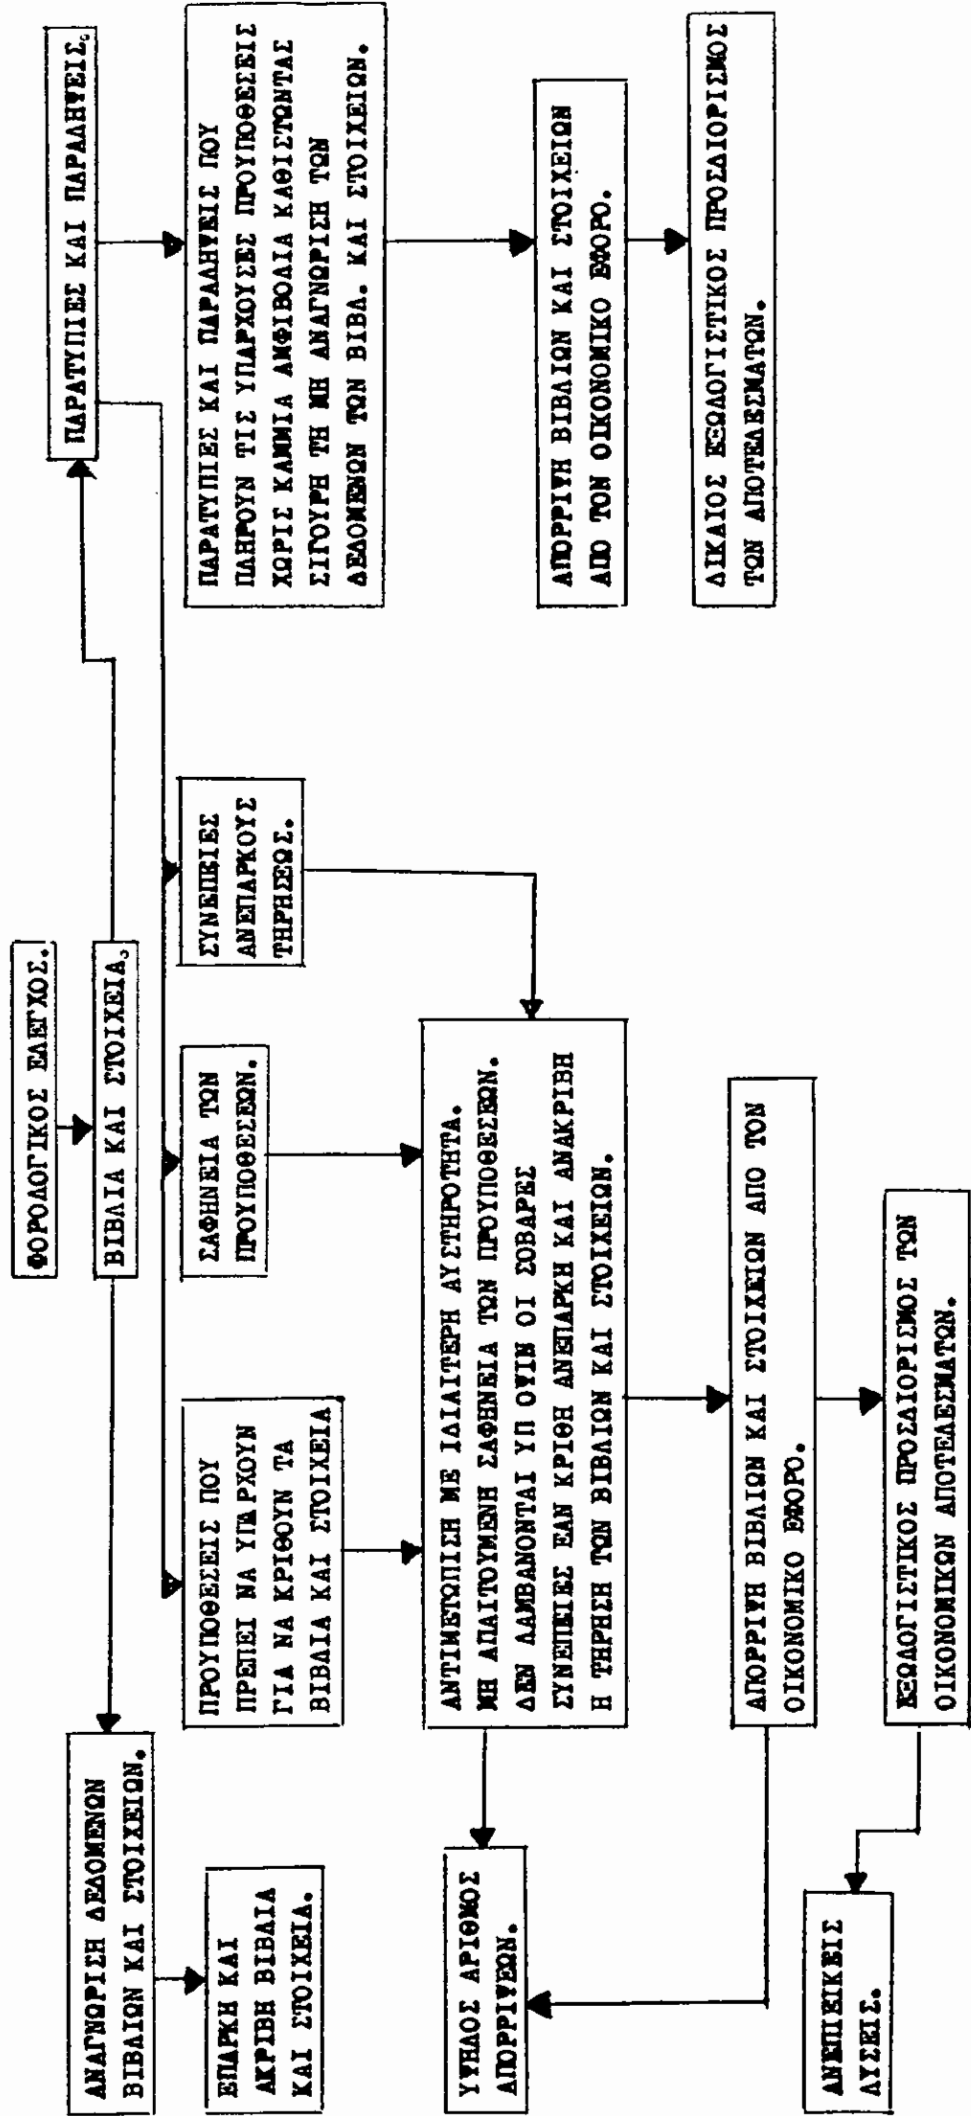 ΦΟΡΟΛΟΓΙΚΟΣ ΕΛΕΓΧΟΣ.
ΒΙΒΛΙΑ ΚΑΙ ΣΤΟΙΧΕΙΑ.
ΑΝΑΓΝΩΡΙΣΗ ΔΕΔΟΜΕΝΩΝ
ΒΙΒΛΙΩΝ ΚΑΙ ΣΤΟΙΧΕΙΩΝ.
ΕΠΑΡΚΗ ΚΑΙ
ΑΚΡΙΒΗ ΒΙΒΛΙΑ
ΚΑΙ ΣΤΟΙΧΕΙΑ.
ΠΑΡΑΤΥΠΙΕΣ ΚΑΙ ΠΑΡΑΛΗΨΕΙΣ.
ΠΡΟΥΠΟΘΕΣΕΙΣ ΠΟΥ
ΠΡΕΠΕΙ ΝΑ ΥΠΑΡΧΟΥΝ
ΓΙΑ ΝΑ ΚΡΙΘΟΥΝ ΤΑ
ΒΙΒΛΙΑ ΚΑΙ ΣΤΟΙΧΕΙΑ
ΣΑΦΗΝΕΙΑ ΤΩΝ
ΠΡΟΥΠΟΘΕΣΕΩΝ.
ΣΥΝΕΠΕΙΕΣ
ΑΝΕΠΑΡΚΟΥΣ
ΤΗΡΗΣΕΩΣ.
ΠΑΡΑΤΥΠΙΕΣ ΚΑΙ ΠΑΡΑΛΗΨΕΙΣ ΠΟΥ
ΠΛΗΡΟΥΝ ΤΙΣ ΥΠΑΡΧΟΥΣΕΣ ΠΡΟΥΠΟΘΕΣΕΙΣ
ΧΩΡΙΣ ΚΑΜΜΙΑ ΑΜΦΙΒΟΛΙΑ ΚΑΘΙΣΤΩΝΤΑΣ
ΣΙΓΟΥΡΗ ΤΗ ΜΗ ΑΝΑΓΝΩΡΙΣΗ ΤΩΝ
ΔΕΔΟΜΕΝΩΝ ΤΩΝ ΒΙΒΛ. ΚΑΙ ΣΤΟΙΧΕΙΩΝ.
ΑΝΤΙΜΕΤΩΠΙΣΗ ΜΕ ΙΔΙΑΙΤΕΡΗ ΑΥΣΤΗΡΟΤΗΤΑ.
ΜΗ ΑΠΑΙΤΟΥΜΕΝΗ ΣΑΦΗΝΕΙΑ ΤΩΝ ΠΡΟΥΠΟΘΕΣΕΩΝ.
ΔΕΝ ΛΑΜΒΑΝΟΝΤΑΙ ΥΠ ΟΨΙΝ ΟΙ ΣΟΒΑΡΕΣ
ΣΥΝΕΠΕΙΕΣ ΕΑΝ ΚΡΙΘΗ ΑΝΕΠΑΡΚΗ ΚΑΙ ΑΝΑΚΡΙΒΗ
Η ΤΗΡΗΣΗ ΤΩΝ ΒΙΒΛΙΩΝ ΚΑΙ ΣΤΟΙΧΕΙΩΝ.
ΥΨΗΛΟΣ ΑΡΙΘΜΟΣ
ΑΠΟΡΡΙΨΕΩΝ.
ΑΠΟΡΡΙΨΗ ΒΙΒΛΙΩΝ ΚΑΙ ΣΤΟΙΧΕΙΩΝ
ΑΠΟ ΤΟΝ ΟΙΚΟΝΟΜΙΚΟ ΕΦΟΡΟ.
ΔΙΚΑΙΟΣ ΕΞΩΛΟΓΙΣΤΙΚΟΣ ΠΡΟΣΔΙΟΡΙΣΜΟΣ
ΤΩΝ ΑΠΟΤΕΛΕΣΜΑΤΩΝ.
ΑΠΟΡΡΙΨΗ ΒΙΒΛΙΩΝ ΚΑΙ ΣΤΟΙΧΕΙΩΝ ΑΠΟ ΤΟΝ
ΟΙΚΟΝΟΜΙΚΟ ΕΦΟΡΟ.
ΕΞΩΛΟΓΙΣΤΙΚΟΣ ΠΡΟΣΔΙΟΡΙΣΜΟΣ ΤΩΝ
ΟΙΚΟΝΟΜΙΚΩΝ ΑΠΟΤΕΛΕΣΜΑΤΩΝ.
ΑΝΕΠΙΕΙΚΕΙΣ
ΛΥΣΕΙΣ.